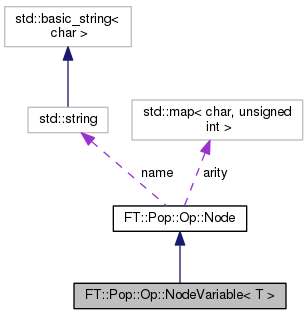 std::basic_string<
char >
std::string
std::map< char, unsigned
int >
name
arity
FT::Pop::Op::Node
FT::Pop::Op::NodeVariable< T >